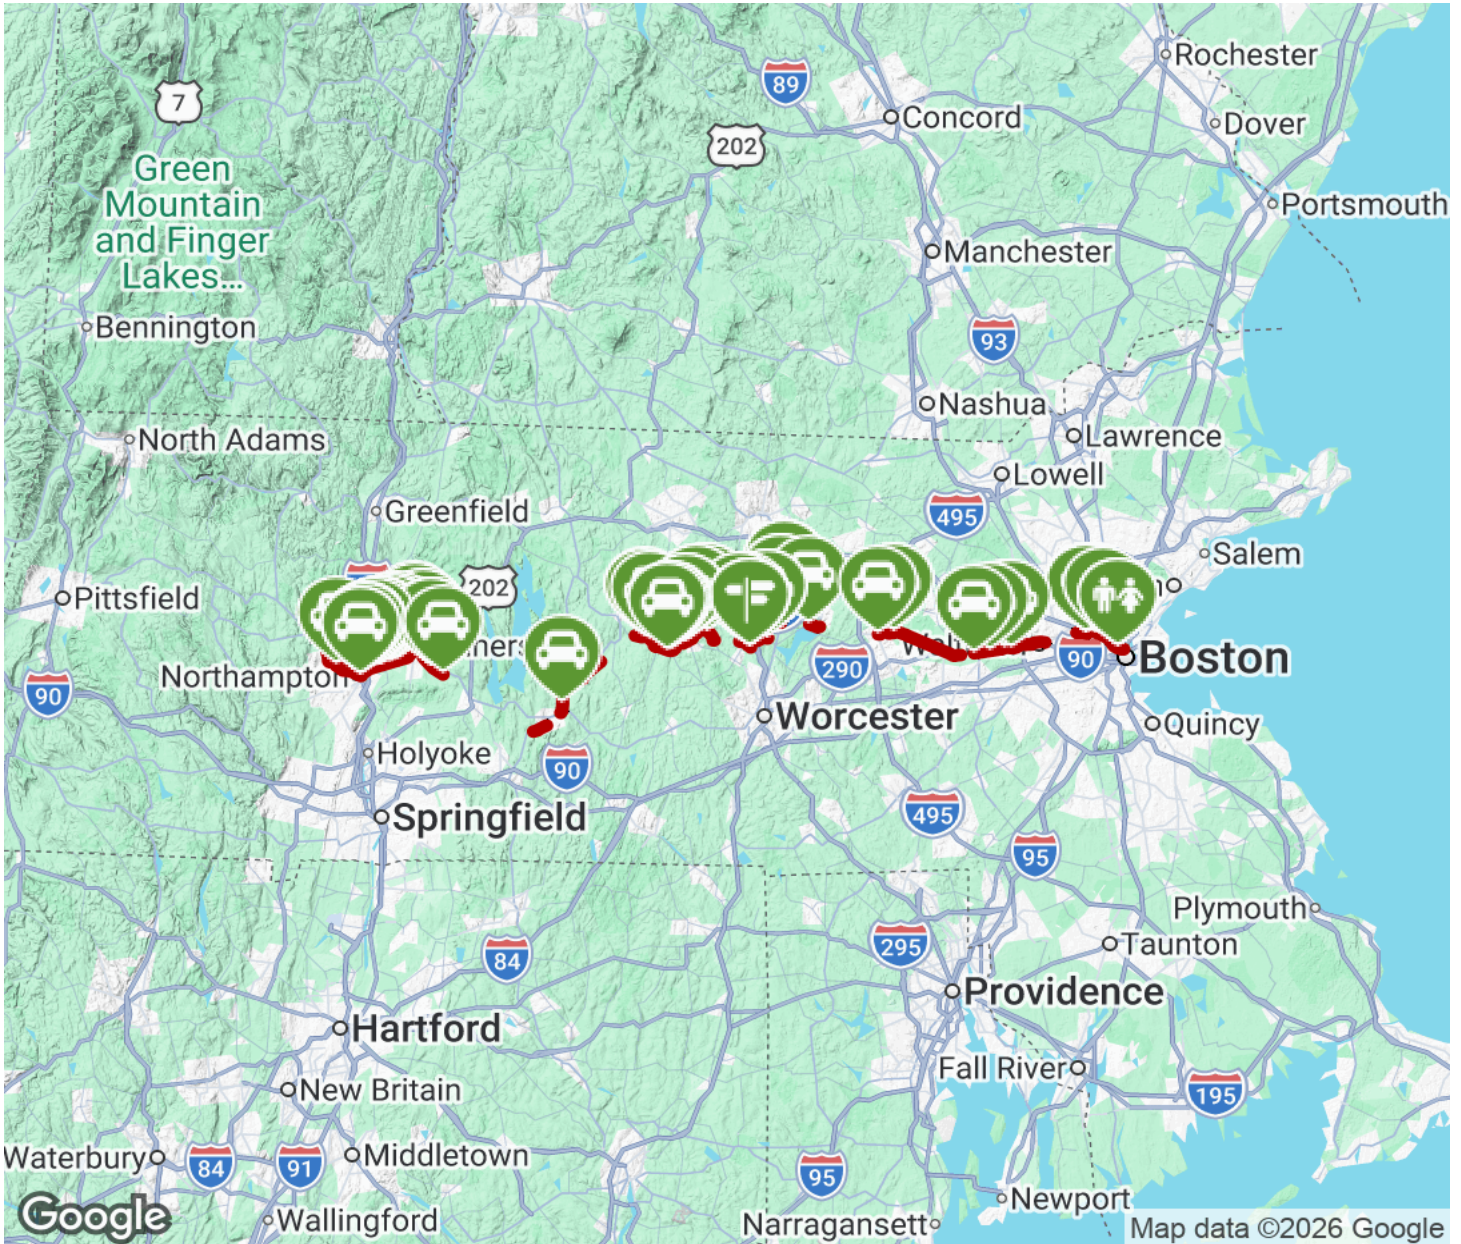 Rochester
89
7
Concord
Dover
202
Green
Mountain
and Finger
Lakes...
Portsmouth
Manchester
Bennington
93
Nashua
North Adams
Lawrence
Lowell
Greenfield
495
Salem
202
Pittsfield
Boston
Northampton
90
290
90
Worcester
Quincy
Holyoke
90
Springfield
495
95
Plymouth
Taunton
295
84
Providence
Hartford
Fall River
New Britain
195
Waterbury
84
91
Middletown
95
Newport
Google
Wallingford
Narragansett
Map data ©2026 Google